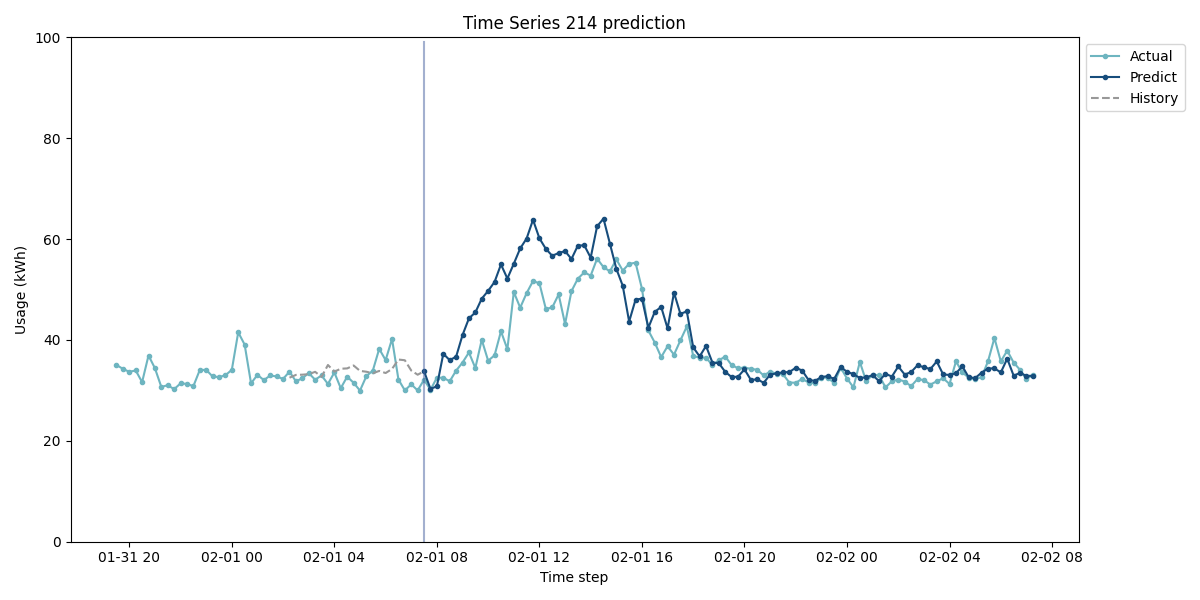 Time Series 214 prediction
100
80
60
40
20
0
Usage (kWh)
01-31 20 02-01 00 02-01 04 02-01 08 02-01 12 02-01 16 02-01 20 02-02 00 02-02 04 02-02 08
Time step
Actual
Predict
History